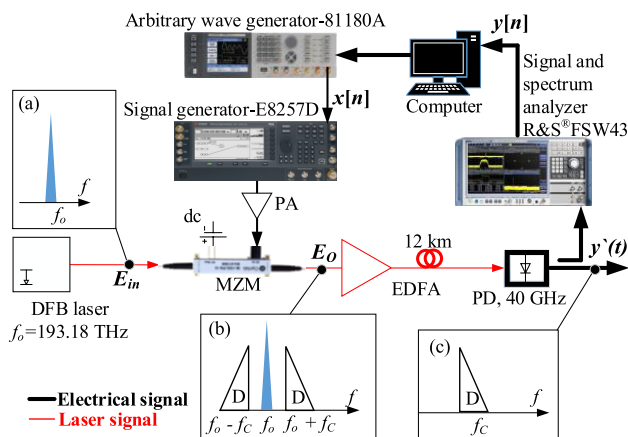 Arbitrary wave generator-81180A
y[n]
Signal and
spectrum
analyzer
R&S®FSW43
(a)
x[n]
Computer
Signal generator-E8257D
f
fo
PA
dc
12 km
Ein
MZM
EO
EDFA
y`(t)
PD, 40 GHz
DFB laser
fo=193.18 THz
(b)
(c)
D
D
f
D
f
fo - fC
fo
fo + fC
fC
Electrical signal
Laser signal